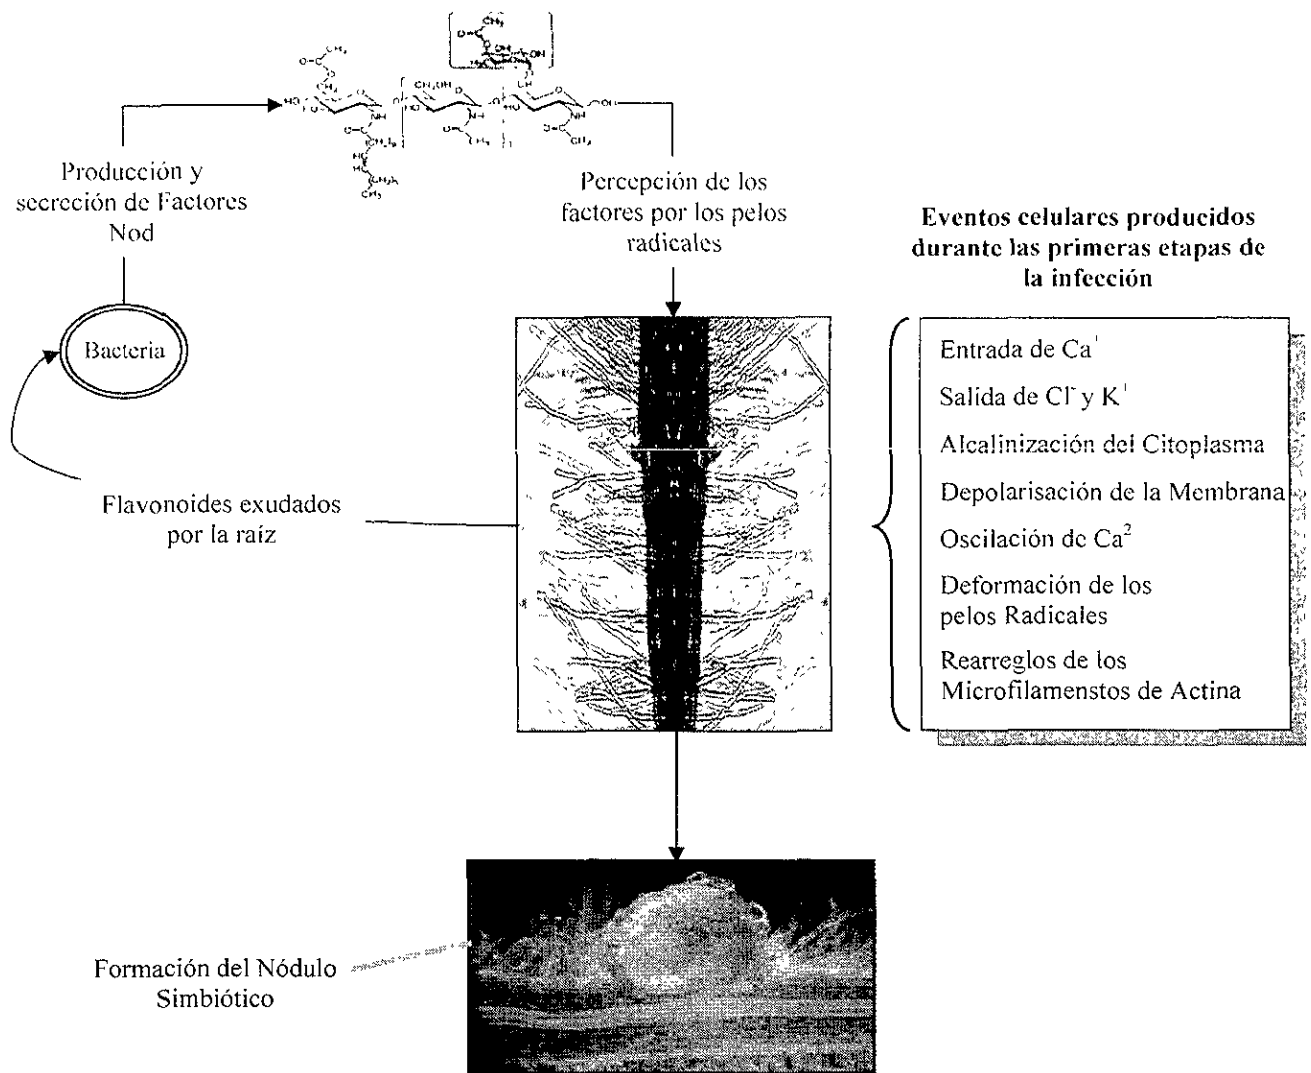 Producción y
secreción de Factores
Nod
Bacteria
Flavonoides exudados
por la raíz
Percepción de los
factores por los pelos
radicales
Eventos celulares producidos
durante las primeras etapas de
la infección
Entrada de Ca⁺
Salida de Cl⁻ y K⁺
Alcalinización del Citoplasma
Depolarisación de la Membrana
Oscilación de Ca²
Deformación de los
pelos Radicales
Rearreglos de los
Microfilamenstos de Actina
Formación del Nódulo
Simbiótico